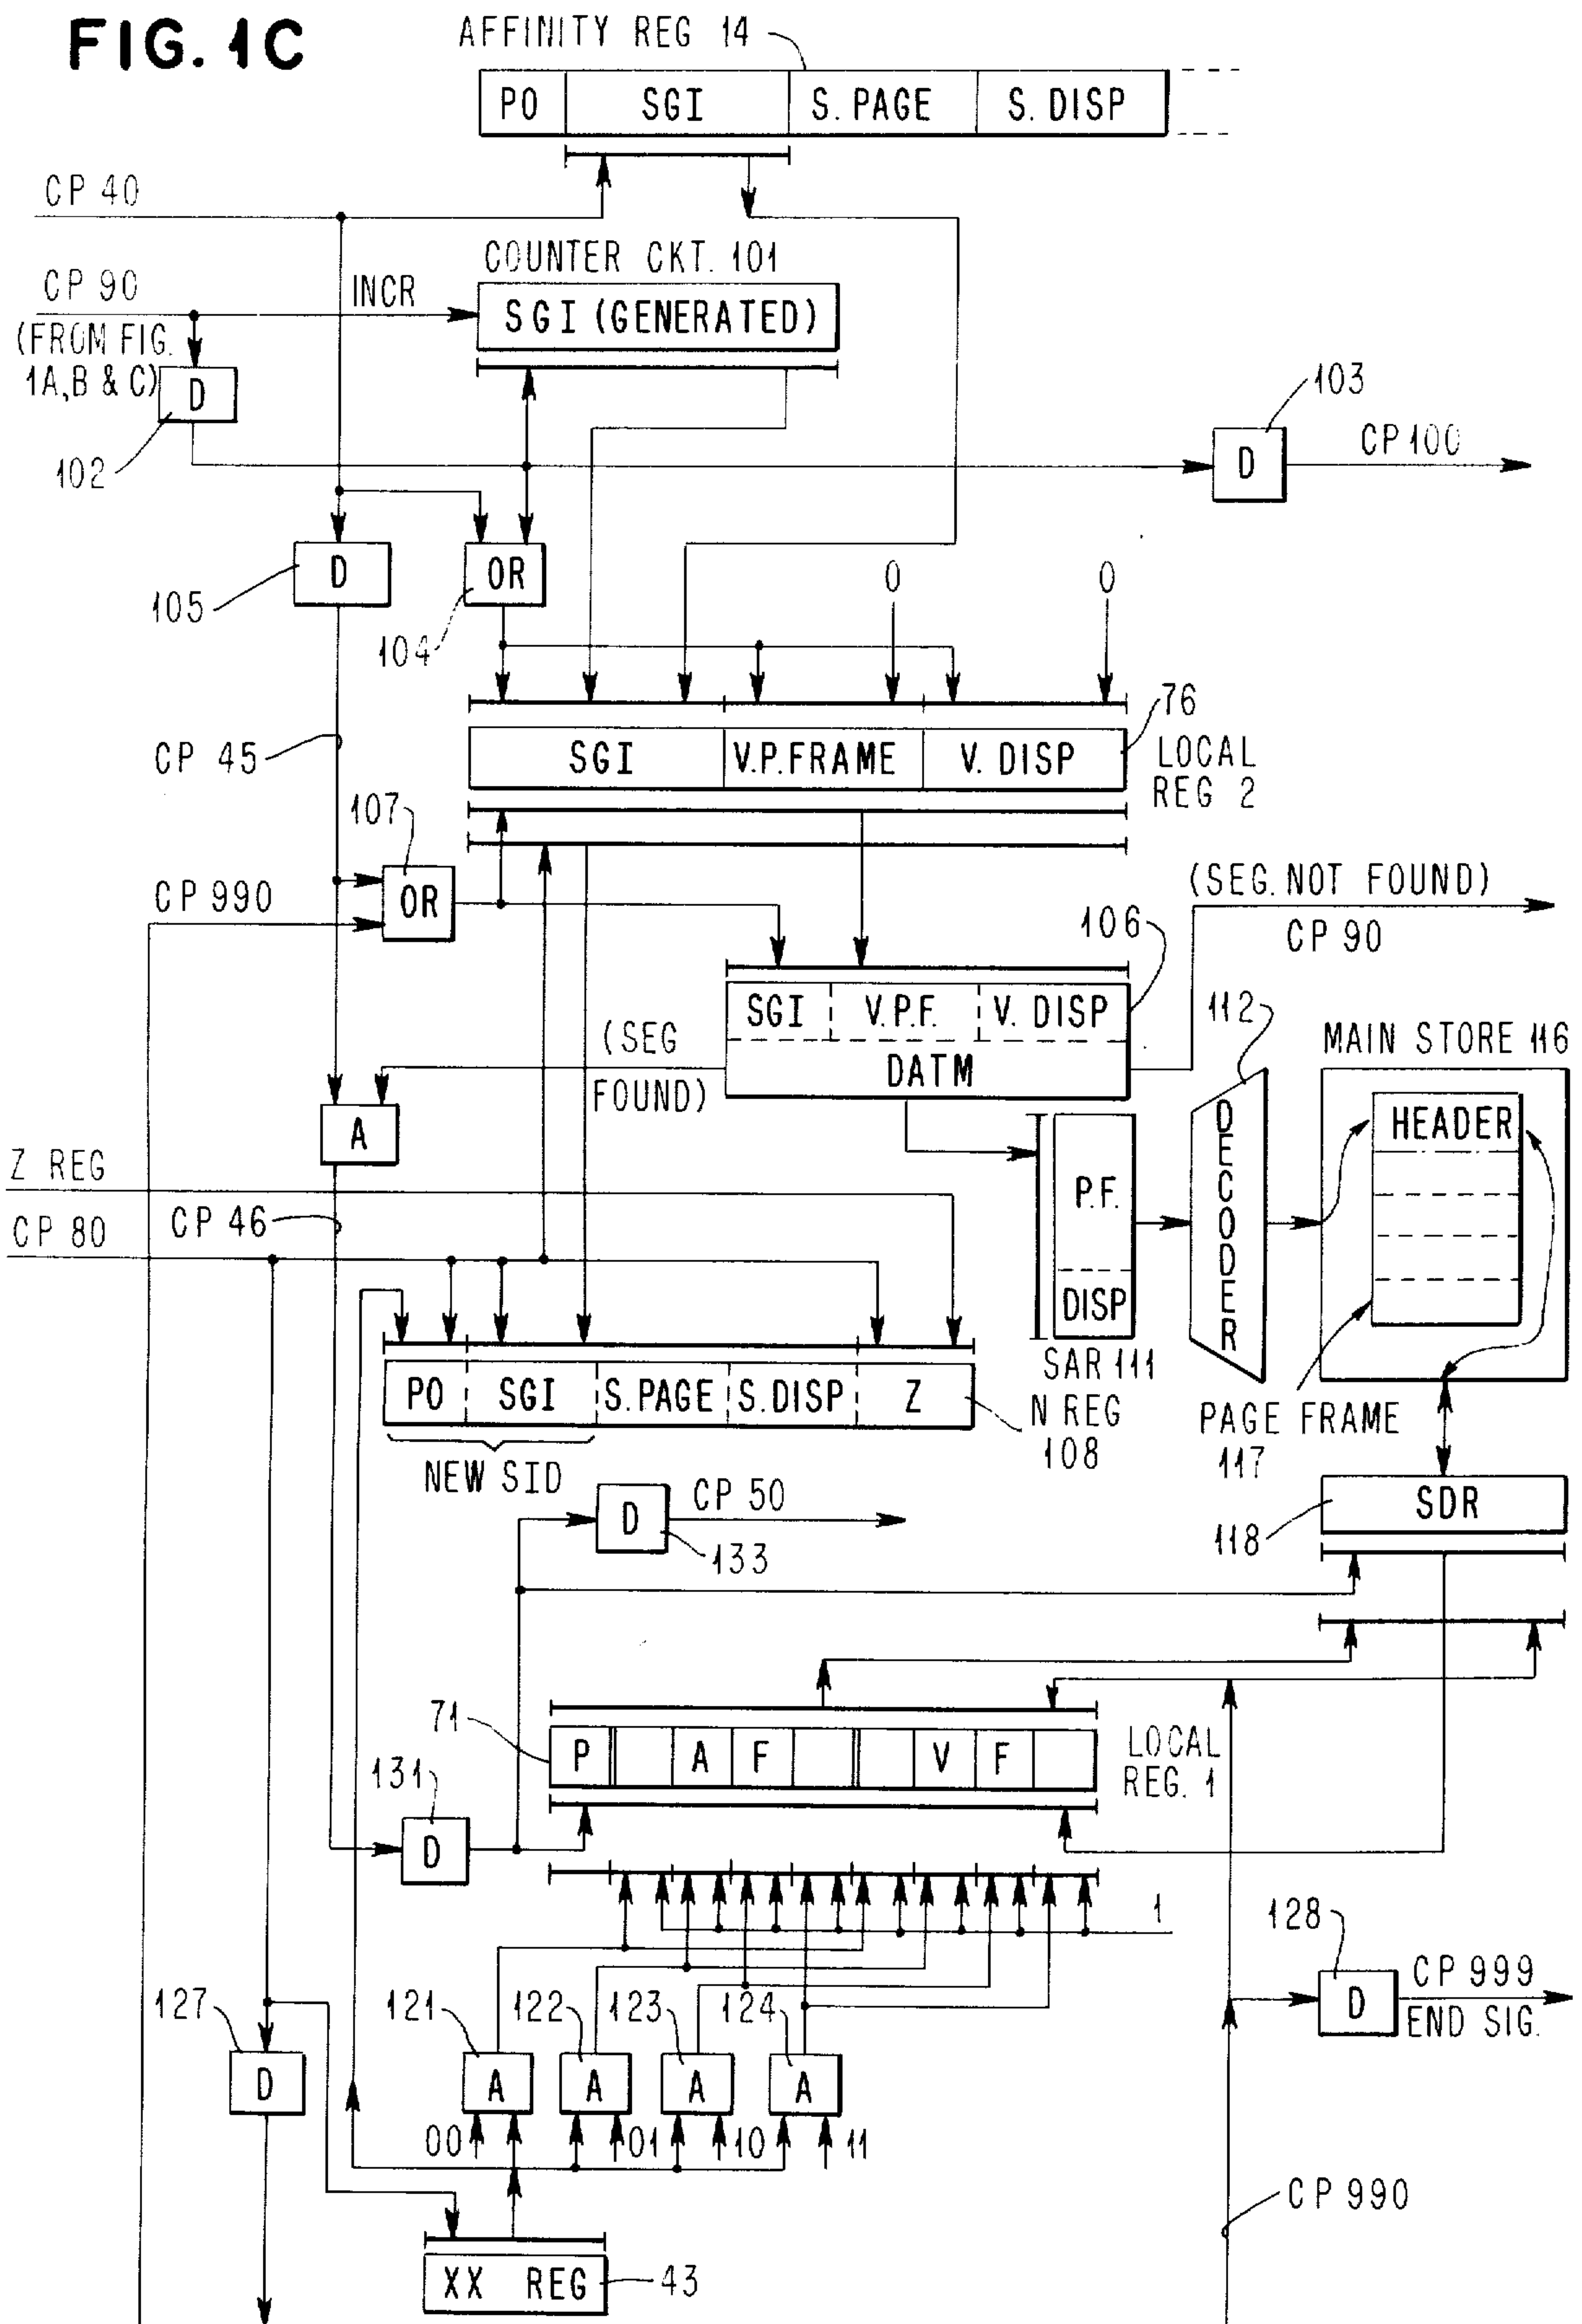 FIG. 1C
AFFINITY REG 14
PO SGI S. PAGE S. DISP
CP 40
COUNTER CKT. 101
CP 90 INCR
SGI (GENERATED)
(FROM FIG.
1A, B & C)
D
102
103
D
CP 100
D
105
OR
104
0 0
76
SGI V.P.FRAME V. DISP
LOCAL
REG 2
CP 45
107
OR
CP 990
(SEG. NOT FOUND)
CP 90
106
SGI V.P.F. V. DISP
DATM
(SEG
FOUND)
112
MAIN STORE 116
DECODER
HEADER
A
P.F.
DISP
Z REG
CP 80
CP 46
SAR 111
PO SGI S.PAGE S.DISP Z
N REG
108
NEW SID
PAGE FRAME
117
D
CP 50
133
SDR
118
71
P A F V F
LOCAL
REG. 1
131
D
1
128
D
CP 999
END SIG.
127
D
121 122 123 124
A A A A
00 01 10 11
CP 990
XX REG
43